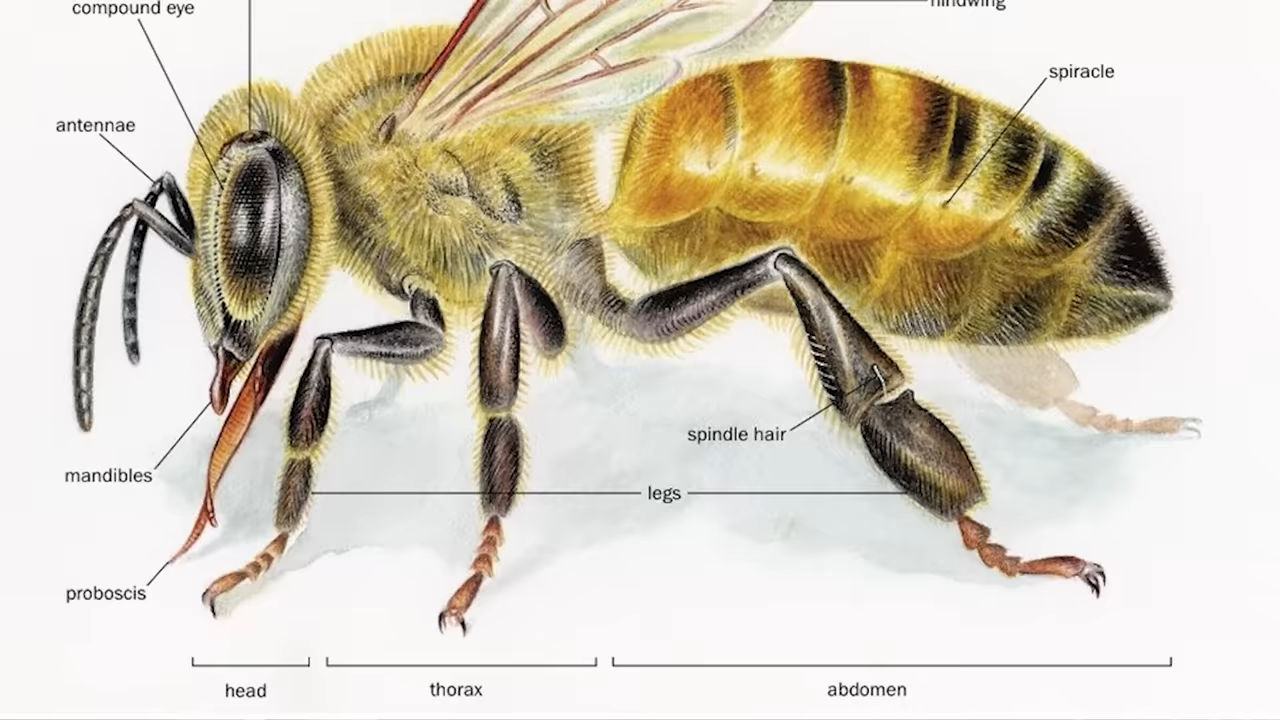 compound eye
hindwing
spiracle
antennae
spindle hair
mandibles
legs
proboscis
head
thorax
abdomen